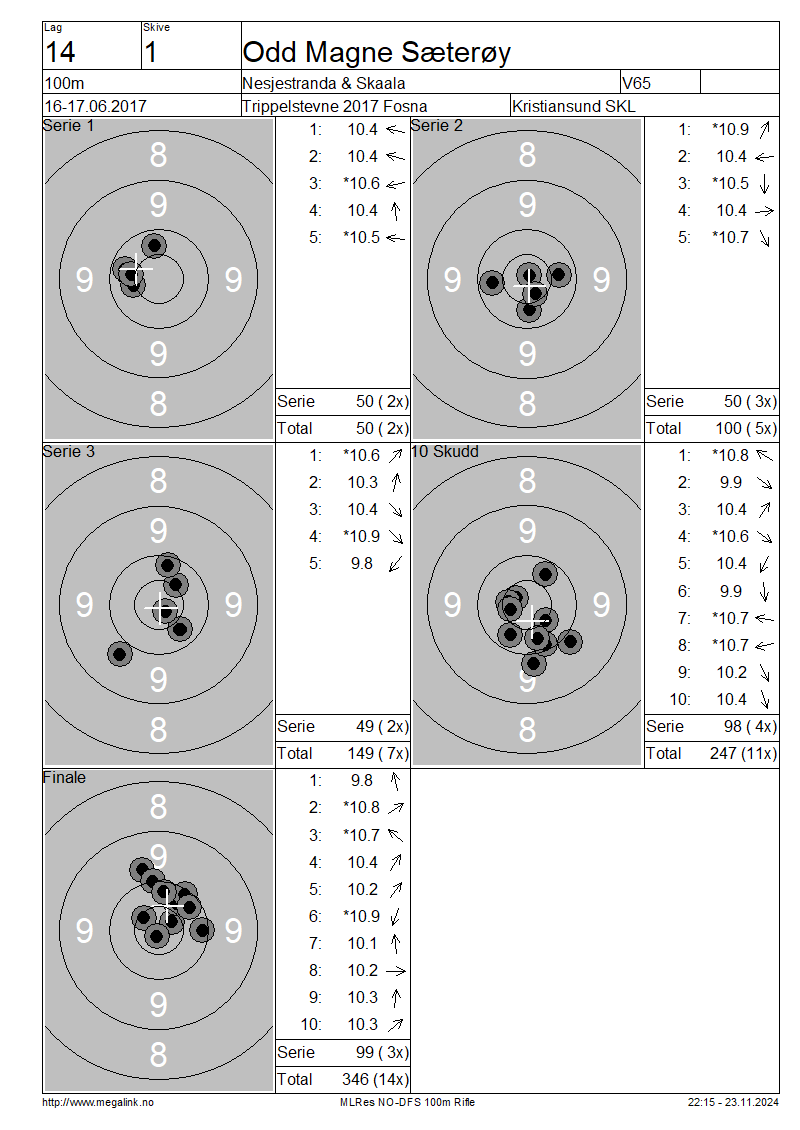 Lag
Skive
14
1
Odd Magne Sæterøy
100m
Nesjestranda & Skaala
V65
16-17.06.2017
Trippelstevne 2017 Fosna
Kristiansund SKL
Serie 1
8
9
9
9
9
8
1: 10.4
2: 10.4
3: *10.6
4: 10.4
5: *10.5
Serie 50 ( 2x)
Total 50 ( 2x)
Serie 2
8
9
9
9
9
8
1: *10.9
2: 10.4
3: *10.5
4: 10.4
5: *10.7
Serie 50 ( 3x)
Total 100 ( 5x)
Serie 3
8
9
9
9
9
8
1: *10.6
2: 10.3
3: 10.4
4: *10.9
5: 9.8
Serie 49 ( 2x)
Total 149 ( 7x)
10 Skudd
8
9
9
9
9
8
1: *10.8
2: 9.9
3: 10.4
4: *10.6
5: 10.4
6: 9.9
7: *10.7
8: *10.7
9: 10.2
10: 10.4
Serie 98 ( 4x)
Total 247 (11x)
Finale
8
9
9
9
9
8
1: 9.8
2: *10.8
3: *10.7
4: 10.4
5: 10.2
6: *10.9
7: 10.1
8: 10.2
9: 10.3
10: 10.3
Serie 99 ( 3x)
Total 346 (14x)
http://www.megalink.no
MLRes NO-DFS 100m Rifle
22:15 - 23.11.2024